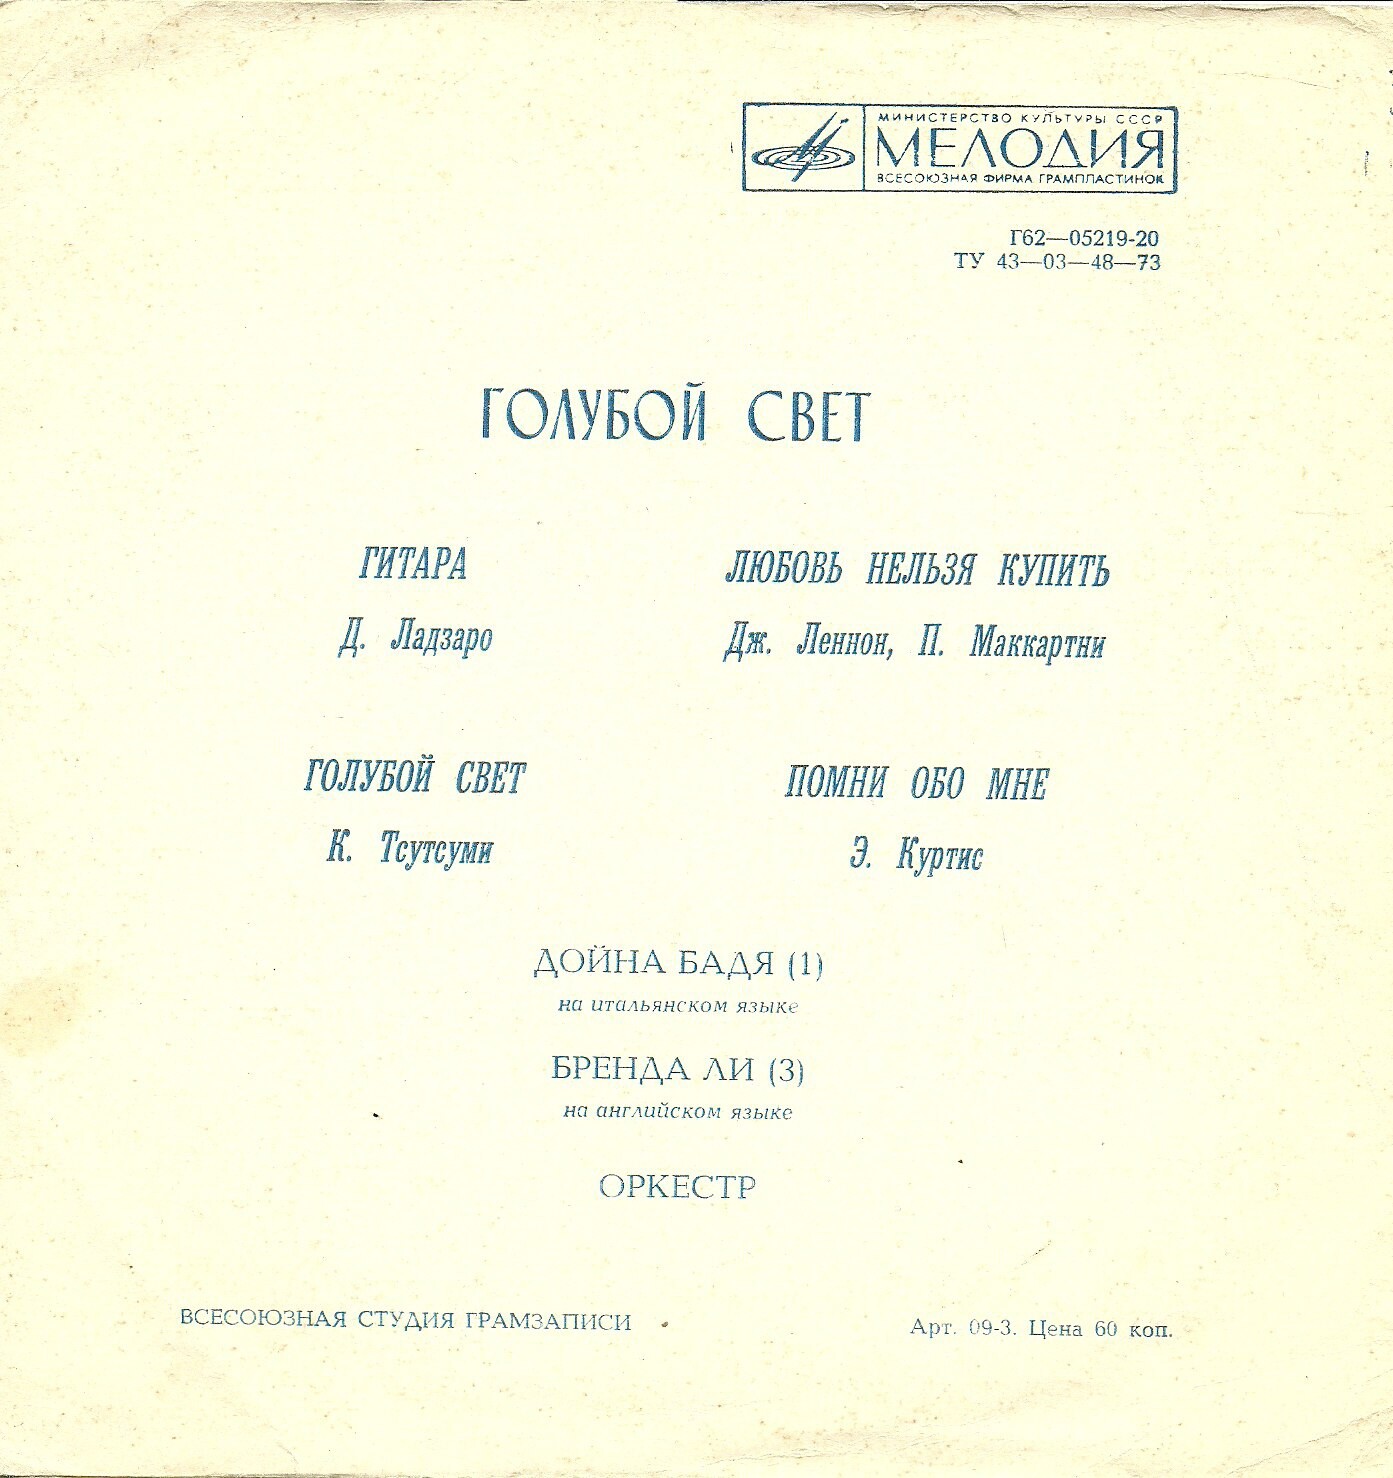 МИНИСТЕРСТВО КУЛЬТУРЫ СССР
МЕЛОДИЯ
ВСЕСОЮЗНАЯ ФИРМА ГРАМПЛАСТИНОК
Г62—05219-20
ТУ 43—03—48—73
ГОЛУБОЙ СВЕТ
ГИТАРА
Д. Ладзаро
ГОЛУБОЙ СВЕТ
К. Тсутсуми
ЛЮБОВЬ НЕЛЬЗЯ КУПИТЬ
Дж. Леннон, П. Маккартни
ПОМНИ ОБО МНЕ
Э. Куртис
ДОЙНА БАДЯ (1)
на итальянском языке
БРЕНДА ЛИ (3)
на английском языке
ОРКЕСТР
ВСЕСОЮЗНАЯ СТУДИЯ ГРАМЗАПИСИ
Арт. 09-3. Цена 60 коп.